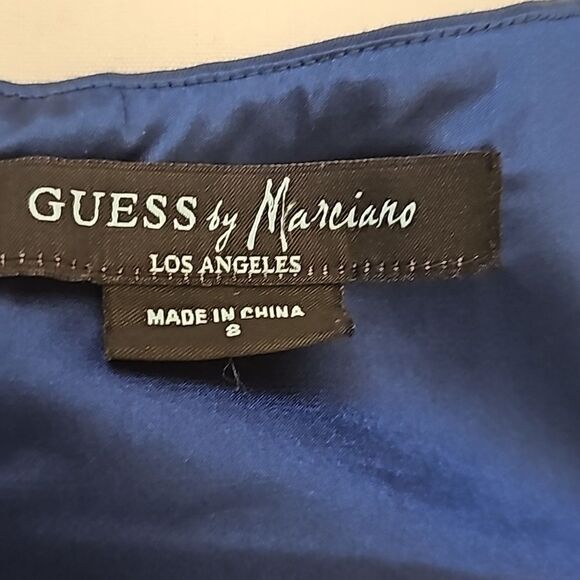 GUESS by Marciano
LOS ANGELES
MADE IN CHINA
8